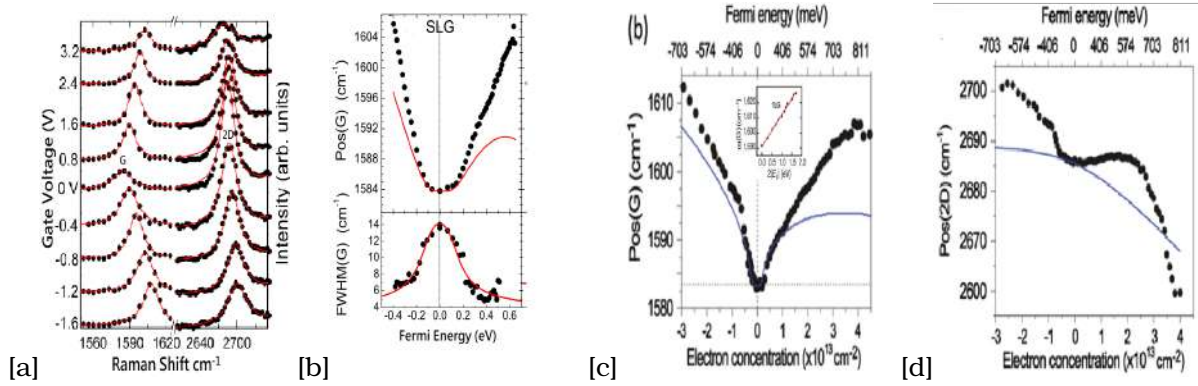 Gate Voltage (V)
3.2
2.4
1.6
0.8
0 V
-0.4
-0.8
-1.2
-1.6
G
2D
1560 1590 1620 2640 2700
Raman Shift cm-1
Intensity (arb. units)
[a]
SLG
Pos(G) (cm-1)
1604
1596
1592
1588
1584
FWHM(G) (cm-1)
14
12
10
8
6
4
-0.4 -0.2 0.0 0.2 0.4 0.6
Fermi Energy (eV)
[b]
(b)
Fermi energy (meV)
-703 -574 -406 0 406 574 703 811
Pos(G) (cm-1)
1610
1600
1590
1580
-3 -2 -1 0 1 2 3 4
Electron concentration (x10 13 cm-2)
[c]
Fermi energy (meV)
-703 -574 -406 0 406 574 703 811
Pos(2D) (cm-1)
2700
2690
2680
2670
2600
-3 -2 -1 0 1 2 3 4
Electron concentration (x10 13 cm-2)
[d]